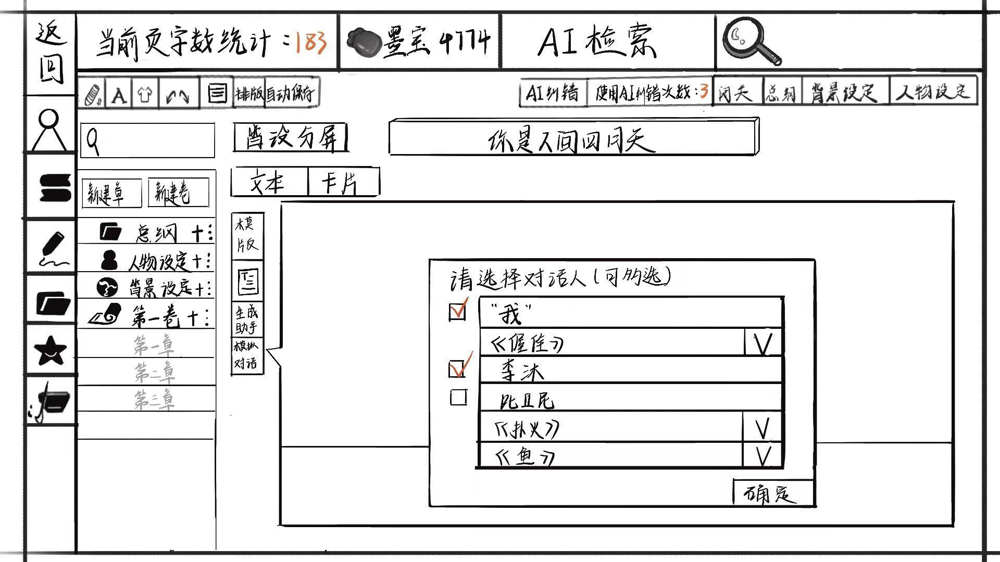 返回
当前页字数统计：183
墨宝 4774
AI 检索
A
排版
自动保存
AI纠错
使用AI纠错次数：3
闭关
总纲
背景设定
人物设定
背设分屏
你是人间四月天
文本
卡片
新建章
新建卷
总纲 +
人物设定 +
背景设定 +
第一卷 +
第一章
第二章
第三章
模版
生成助手
模拟对话
请选择对话人（可多选）
“我”
李沐
比丘尼
《扑火》
《鱼》
确定